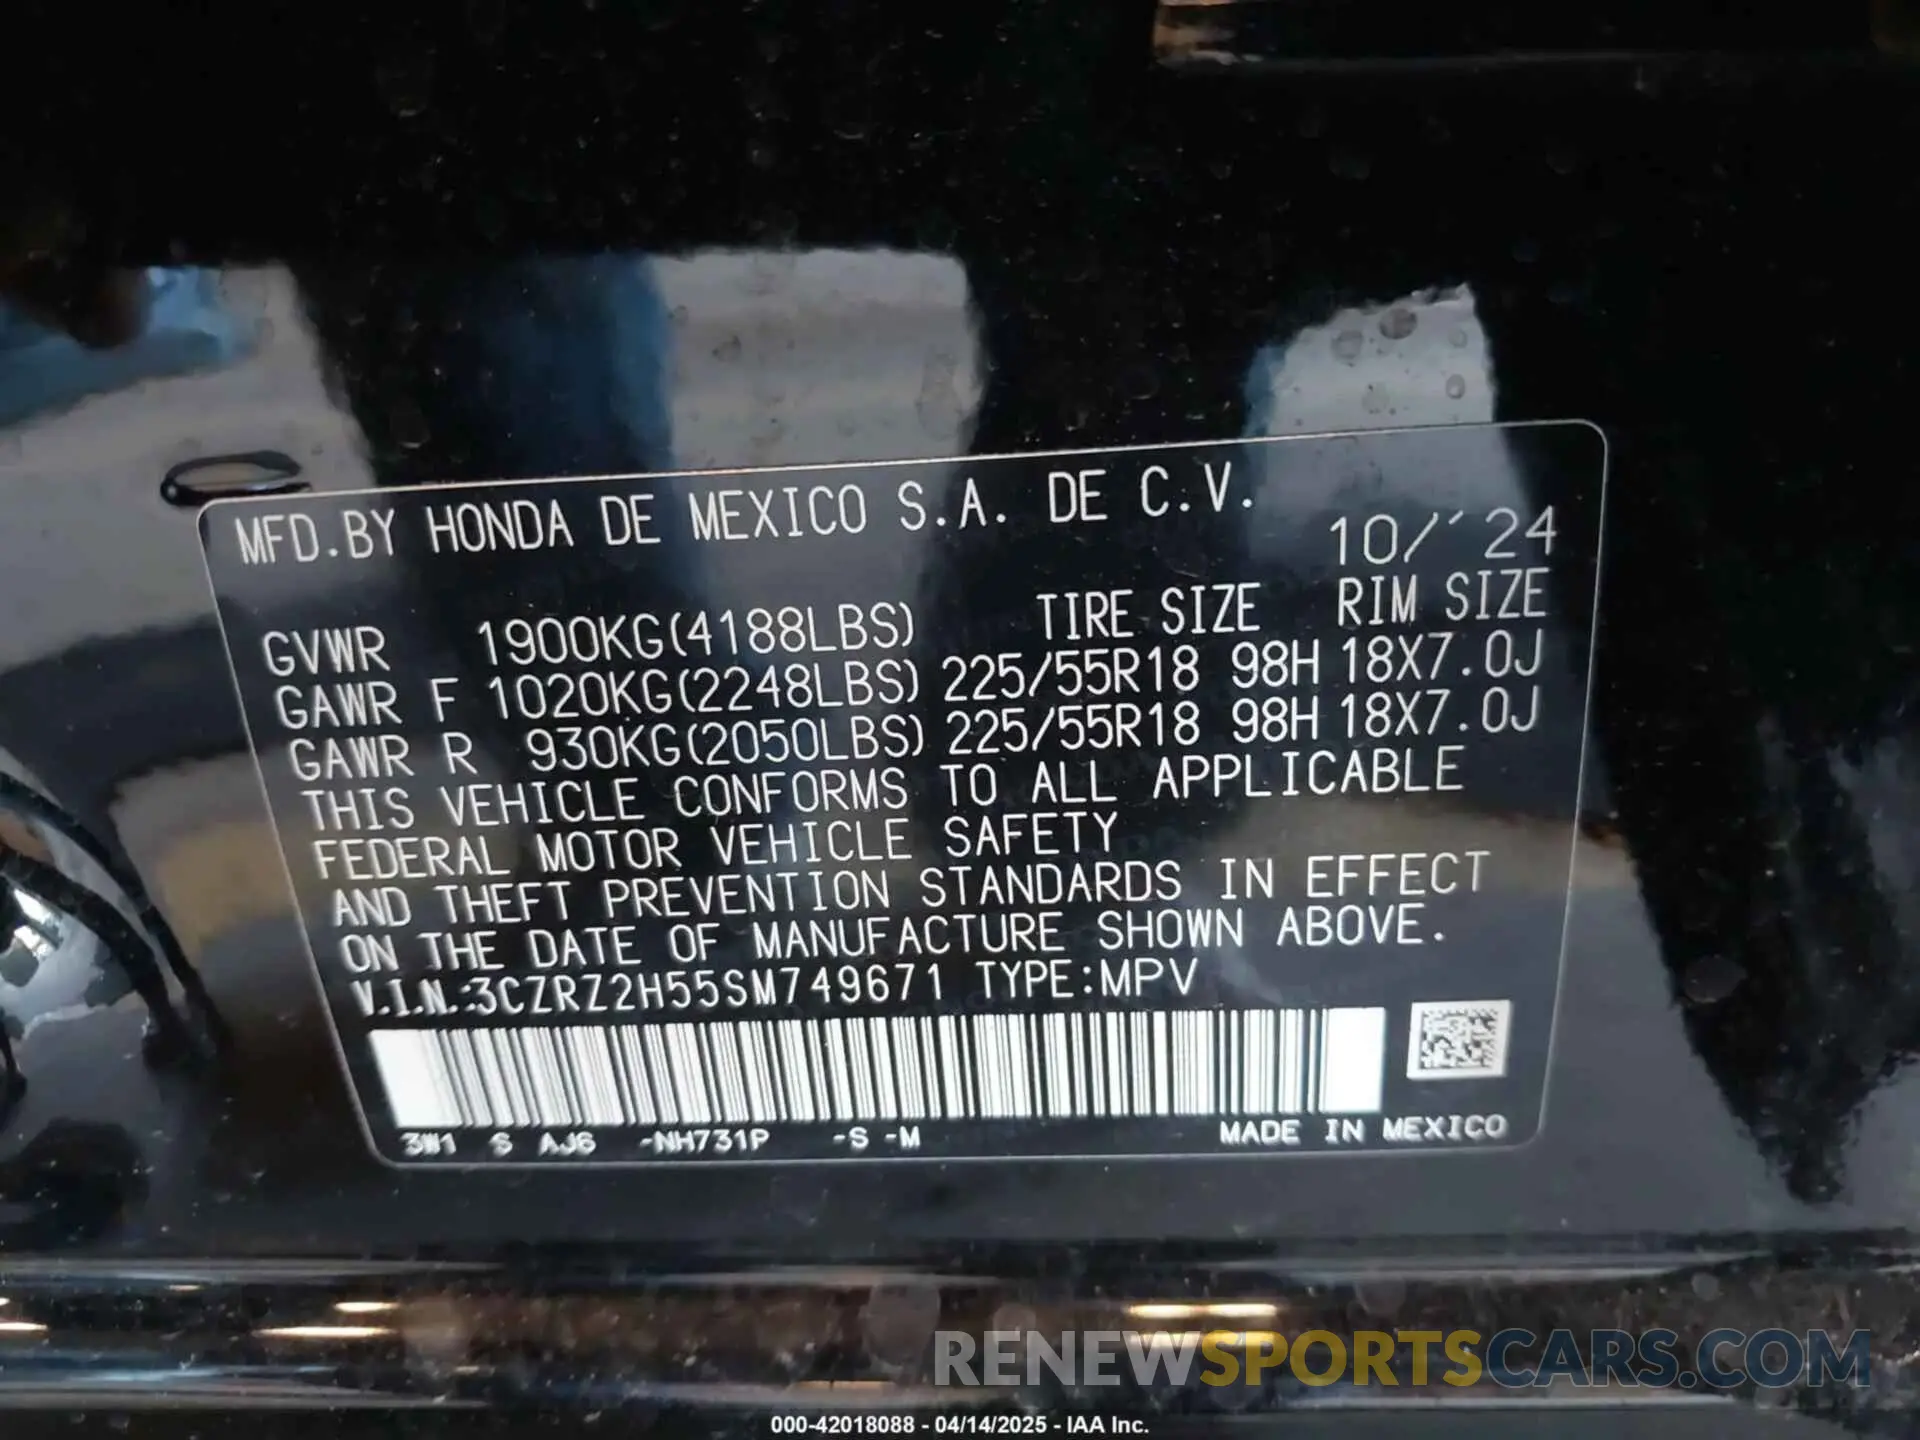 MFD.BY HONDA DE MEXICO S.A. DE C.V.
10/'24
GVWR 1900KG(4188LBS) TIRE SIZE RIM SIZE
GAWR F 1020KG(2248LBS) 225/55R18 98H 18X7.0J
GAWR R 930KG(2050LBS) 225/55R18 98H 18X7.0J
THIS VEHICLE CONFORMS TO ALL APPLICABLE
FEDERAL MOTOR VEHICLE SAFETY
AND THEFT PREVENTION STANDARDS IN EFFECT
ON THE DATE OF MANUFACTURE SHOWN ABOVE.
V.I.N.:3CZRZ2H55SM749671 TYPE:MPV
3W1 S AJ6 -NH731P -S -M MADE IN MEXICO
RENEWSPORTSCARS.COM
000-42018088 - 04/14/2025 - IAA Inc.